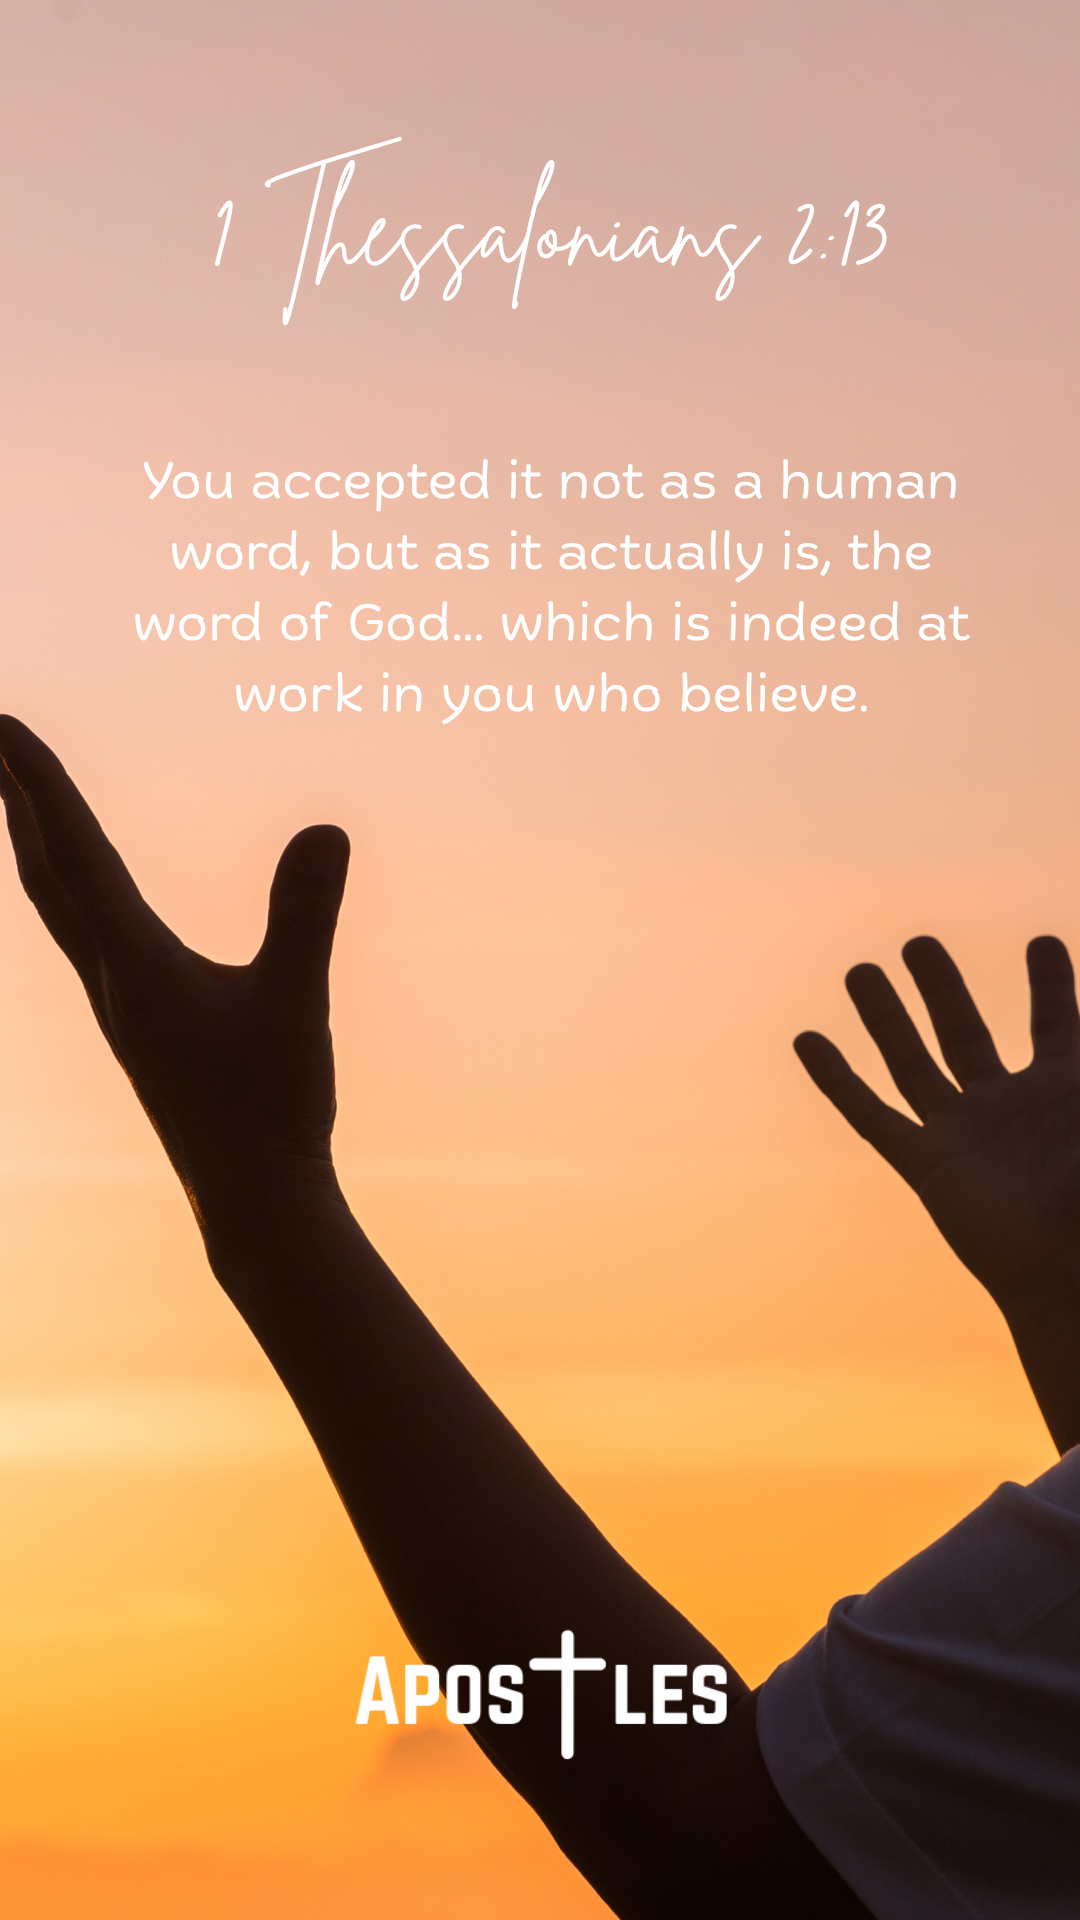 1 Thessalonians 2:13
You accepted it not as a human
word, but as it actually is, the
word of God... which is indeed at
work in you who believe.
APOSTLES